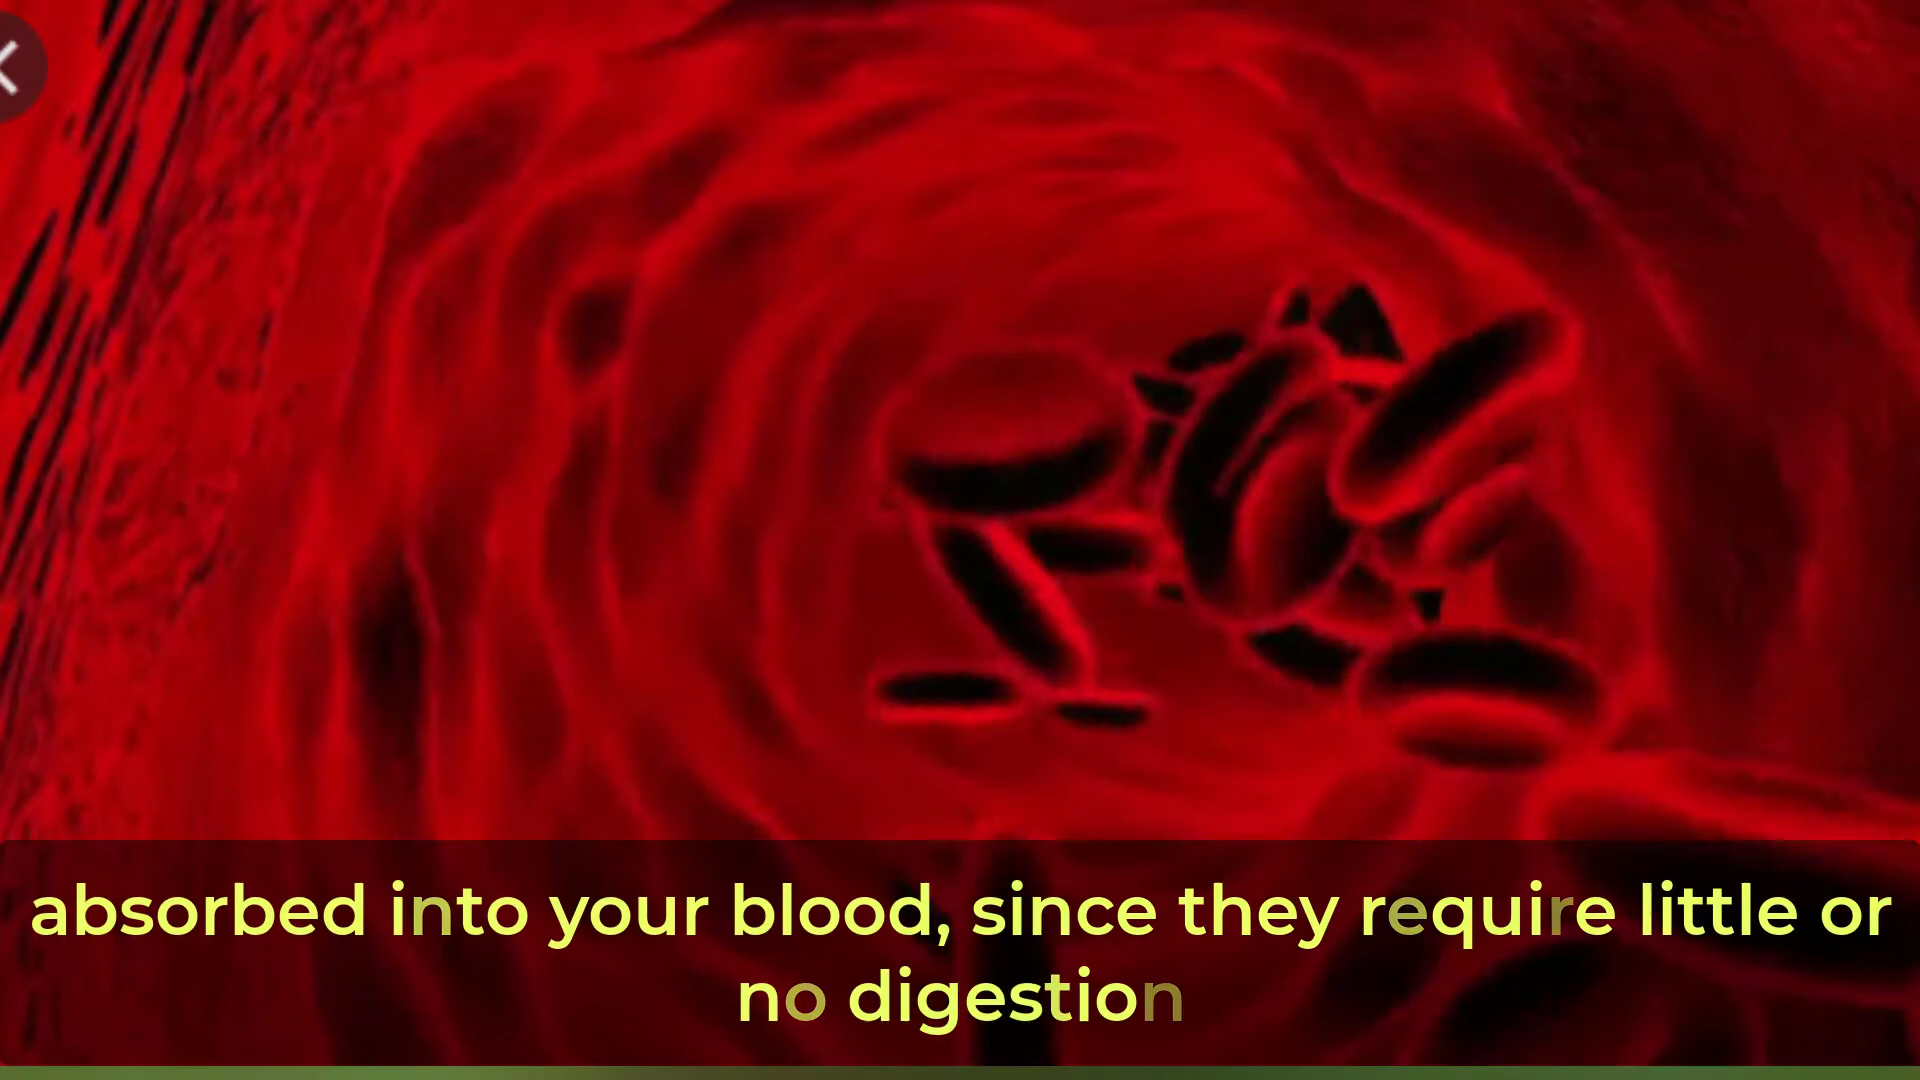 absorbed into your blood, since they require little or
no digestion